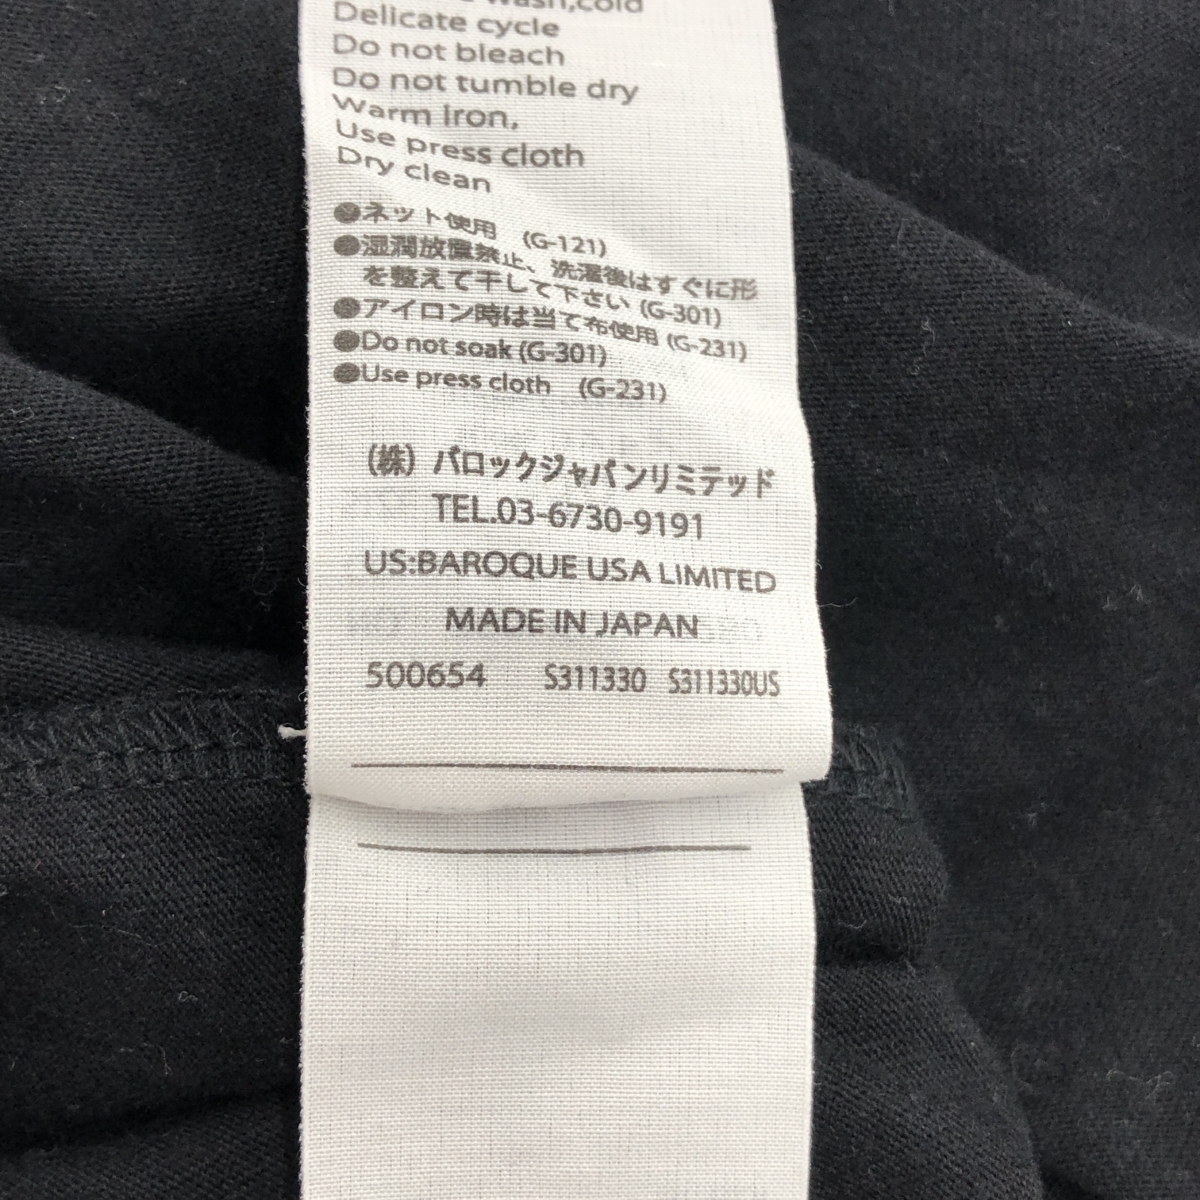 wash,cold
Delicate cycle
Do not bleach
Do not tumble dry
Warm Iron,
Use press cloth
Dry clean
●ネット使用 (G-121)
●湿潤放置禁止、洗濯後はすぐに形
を整えて干して下さい (G-301)
●アイロン時は当て布使用 (G-231)
●Do not soak (G-301)
●Use press cloth (G-231)
(株) バロックジャパンリミテッド
TEL.03-6730-9191
US:BAROQUE USA LIMITED
MADE IN JAPAN
500654 S311330 S311330US